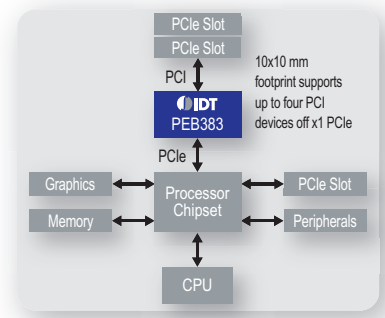 PCIe Slot
PCIe Slot
PCI
10x10 mm
footprint supports
up to four PCI
devices off x1 PCIe
IDT
PEB383
PCIe
Graphics
Processor
Chipset
PCIe Slot
Memory
Peripherals
CPU